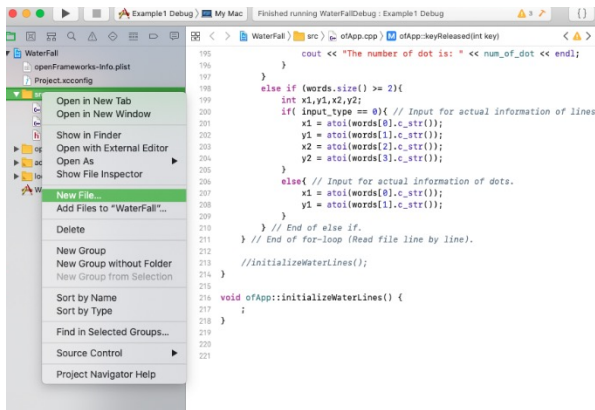 Example1 Debug 〉 My Mac Finished running WaterFallDebug : Example1 Debug 3 {}
WaterFall 〉 src 〉 ofApp.cpp 〉 M ofApp::keyReleased(int key)
WaterFall
openFrameworks-Info.plist
Project.xcconfig
Open in New Tab
Open in New Window
Show in Finder
Open with External Editor
Open As
Show File Inspector
New File...
Add Files to "WaterFall"...
Delete
New Group
New Group without Folder
New Group from Selection
Sort by Name
Sort by Type
Find in Selected Groups...
Source Control
Project Navigator Help
195 cout << "The number of dot is: " << num_of_dot << endl;
196 }
197 }
198 else if (words.size() >= 2){
199 int x1,y1,x2,y2;
200 if( input_type == 0){ // Input for actual information of lines
201 x1 = atoi(words[0].c_str());
202 y1 = atoi(words[1].c_str());
203 x2 = atoi(words[2].c_str());
204 y2 = atoi(words[3].c_str());
205 }
206 else{ // Input for actual information of dots.
207 x1 = atoi(words[0].c_str());
208 y1 = atoi(words[1].c_str());
209 }
210 } // End of else if.
211 } // End of for-loop (Read file line by line).
212
213 //initializeWaterLines();
214 }
215
216 void ofApp::initializeWaterLines() {
217 ;
218 }
219
220
221